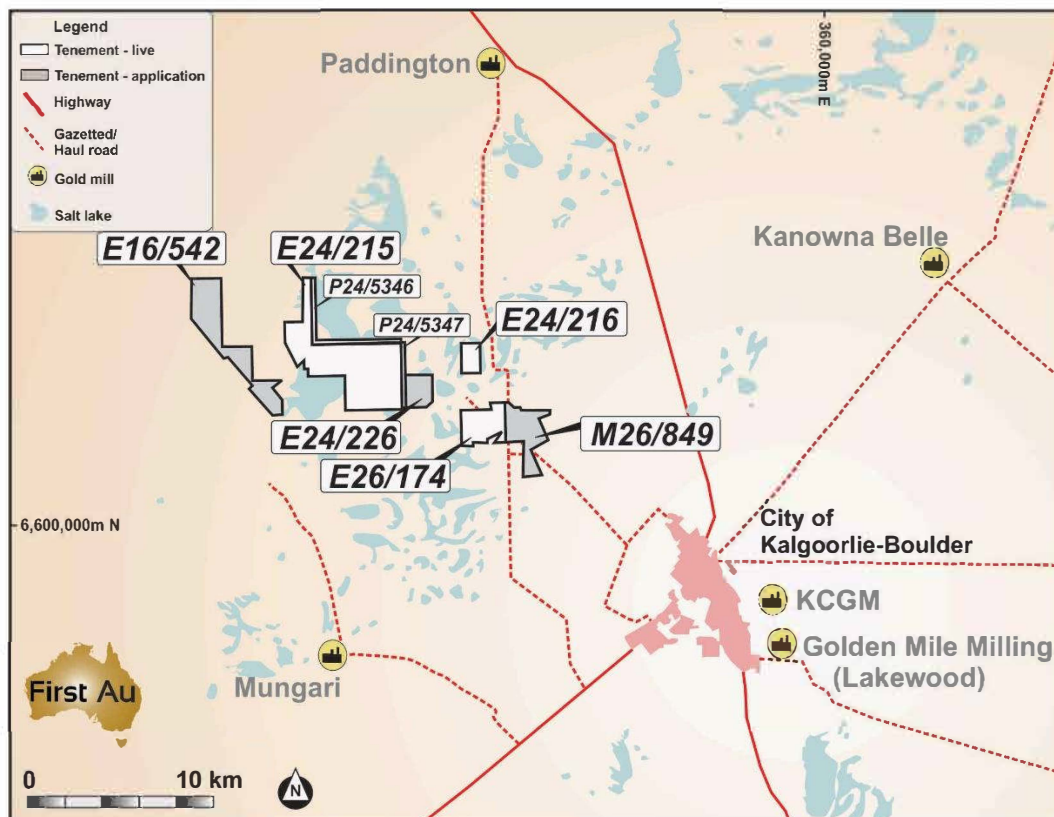 Legend
Tenement - live
Tenement - application
Highway
Gazetted/
Haul road
Gold mill
Salt lake
Paddington
360,000m E
Kanowna Belle
E16/542
E24/215
P24/5346
P24/5347
E24/216
E24/226
M26/849
E26/174
6,600,000m N
City of
Kalgoorlie-Boulder
KCGM
Golden Mile Milling
(Lakewood)
Mungari
First Au
0 10 km
N